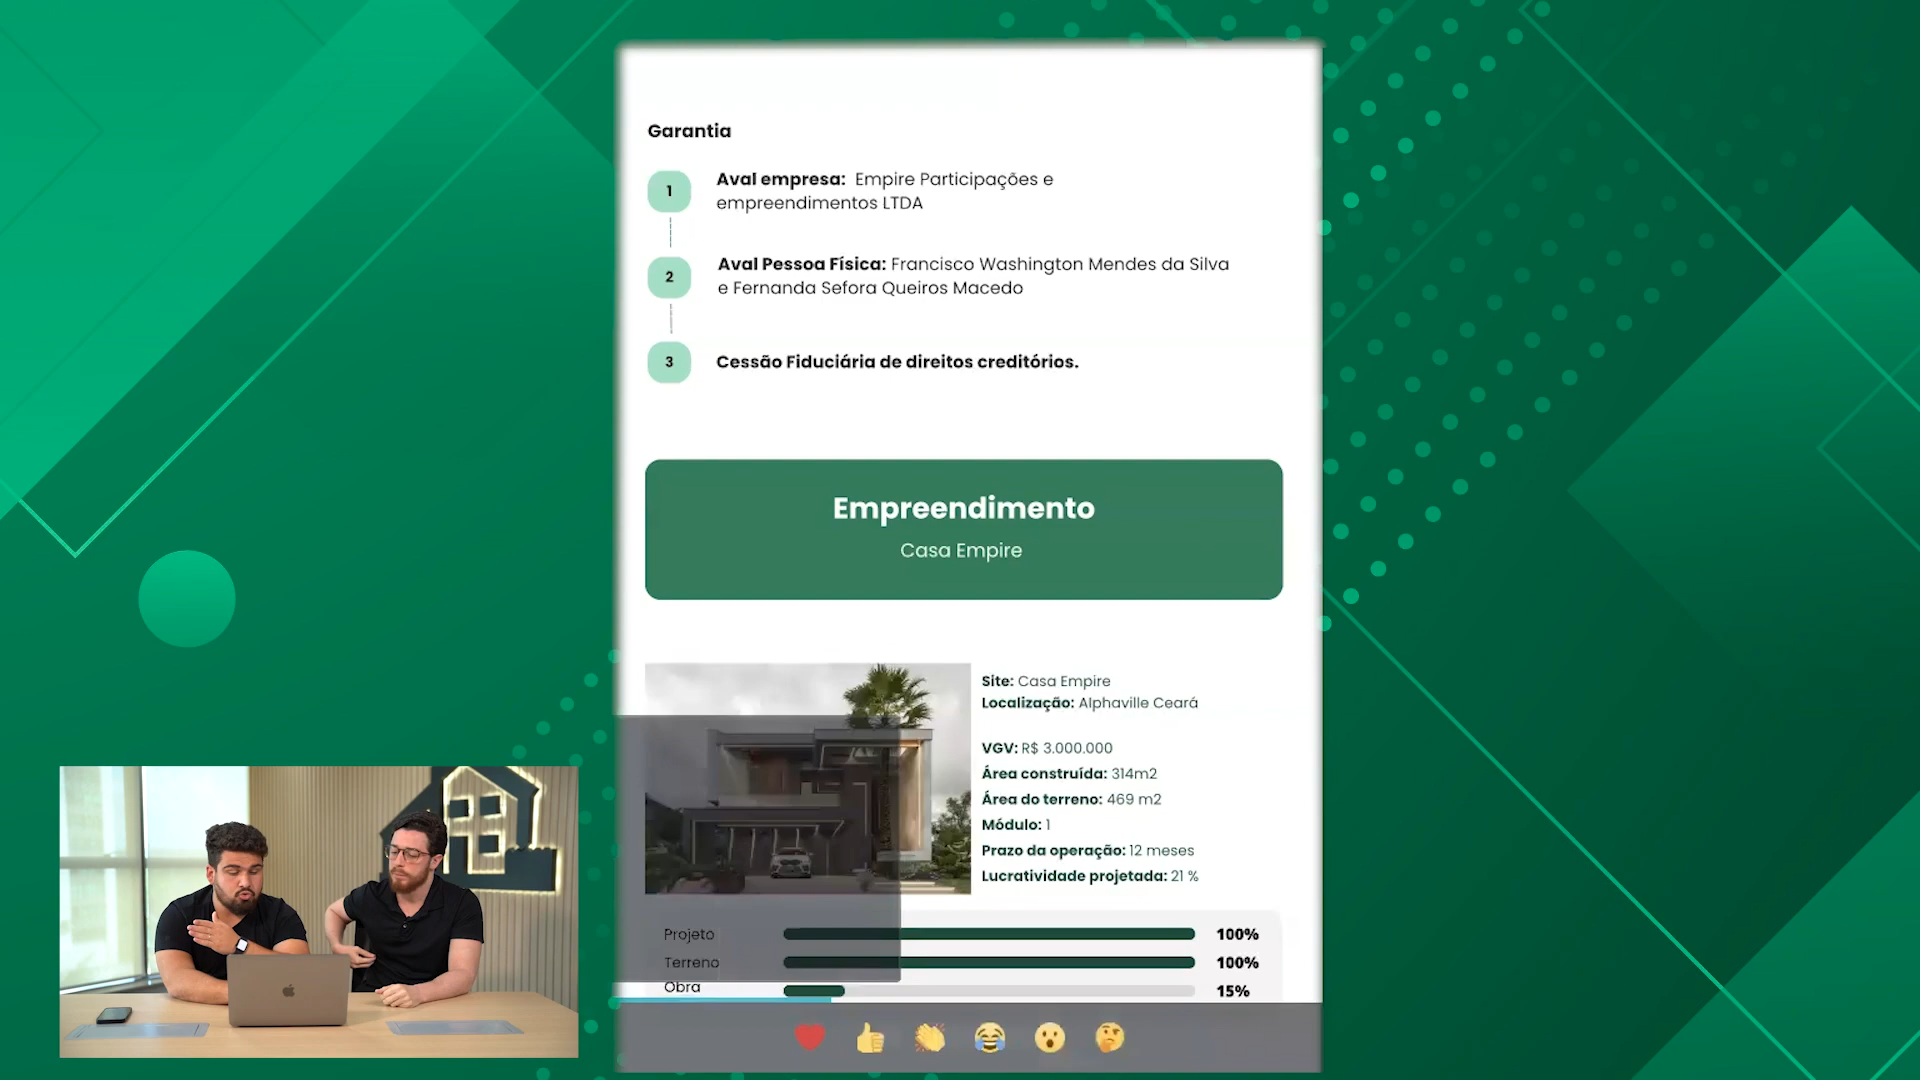 Garantia
1
Aval empresa: Empire Participações e
empreendimentos LTDA
2
Aval Pessoa Física: Francisco Washington Mendes da Silva
e Fernanda Sefora Queiros Macedo
3
Cessão Fiduciária de direitos creditórios.
Empreendimento
Casa Empire
Site: Casa Empire
Localização: Alphaville Ceará
VGV: R$ 3.000.000
Área construída: 314m2
Área do terreno: 469 m2
Módulo: 1
Prazo da operação: 12 meses
Lucratividade projetada: 21 %
Projeto 100%
Terreno 100%
Obra 15%